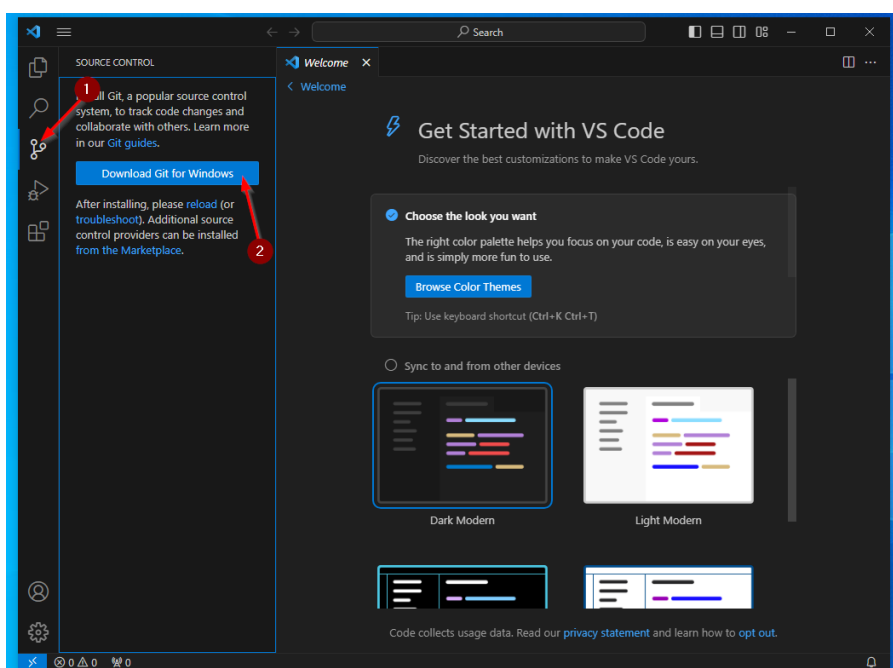 Search
SOURCE CONTROL
1
all Git, a popular source control
system, to track code changes and
collaborate with others. Learn more
in our Git guides.
Download Git for Windows
After installing, please reload (or
troubleshoot). Additional source
control providers can be installed
from the Marketplace.
2
Welcome
Welcome
Get Started with VS Code
Discover the best customizations to make VS Code yours.
Choose the look you want
The right color palette helps you focus on your code, is easy on your eyes,
and is simply more fun to use.
Browse Color Themes
Tip: Use keyboard shortcut (Ctrl+K Ctrl+T)
Sync to and from other devices
Dark Modern
Light Modern
Code collects usage data. Read our privacy statement and learn how to opt out.
0 0 0